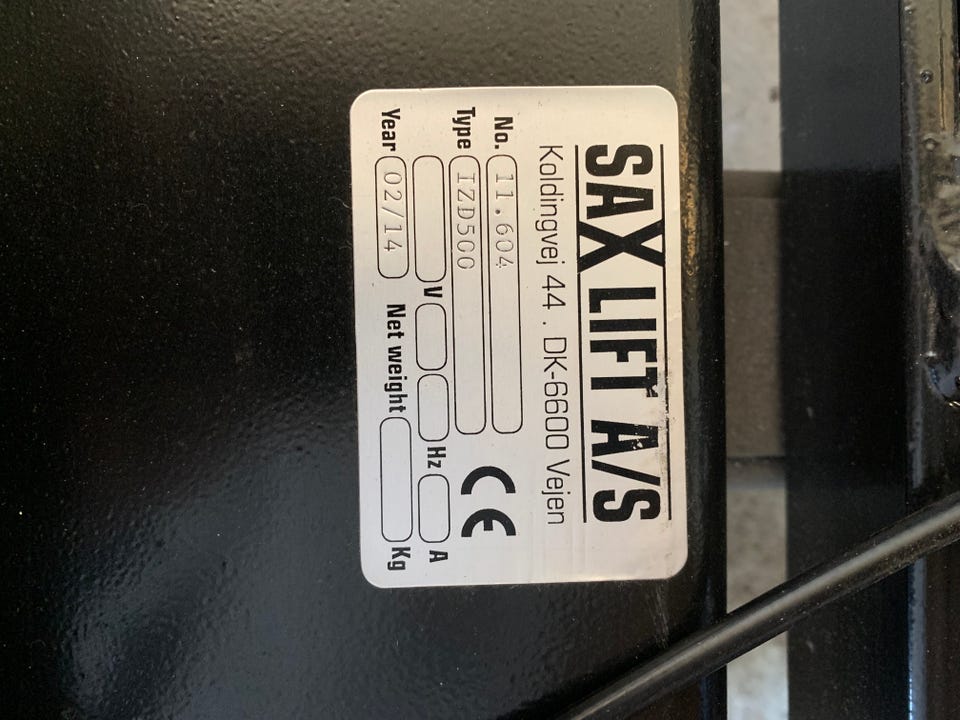 SAX LIFT A/S
Koldingvej 44 . DK-6600 Vejen
No. 11.604
Type IZD500 CE
V Hz A
Year 02/14 Net weight Kg